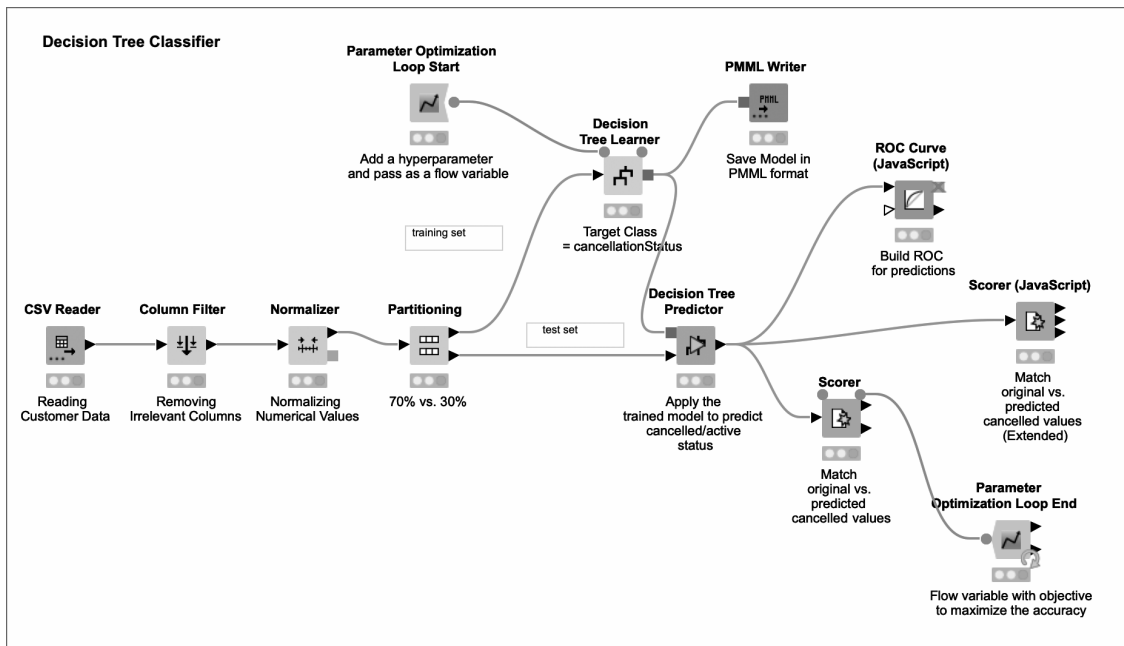 Decision Tree Classifier
Parameter Optimization
Loop Start
Add a hyperparameter
and pass as a flow variable
PMML Writer
PMML
Save Model in
PMML format
Decision
Tree Learner
Target Class
= cancellationStatus
ROC Curve
(JavaScript)
Build ROC
for predictions
training set
CSV Reader
Reading
Customer Data
Column Filter
Removing
Irrelevant Columns
Normalizer
Normalizing
Numerical Values
Partitioning
70% vs. 30%
test set
Decision Tree
Predictor
Apply the
trained model to predict
cancelled/active
status
Scorer (JavaScript)
Match
original vs.
predicted
cancelled values
(Extended)
Scorer
Match
original vs.
predicted
cancelled values
Parameter
Optimization Loop End
Flow variable with objective
to maximize the accuracy